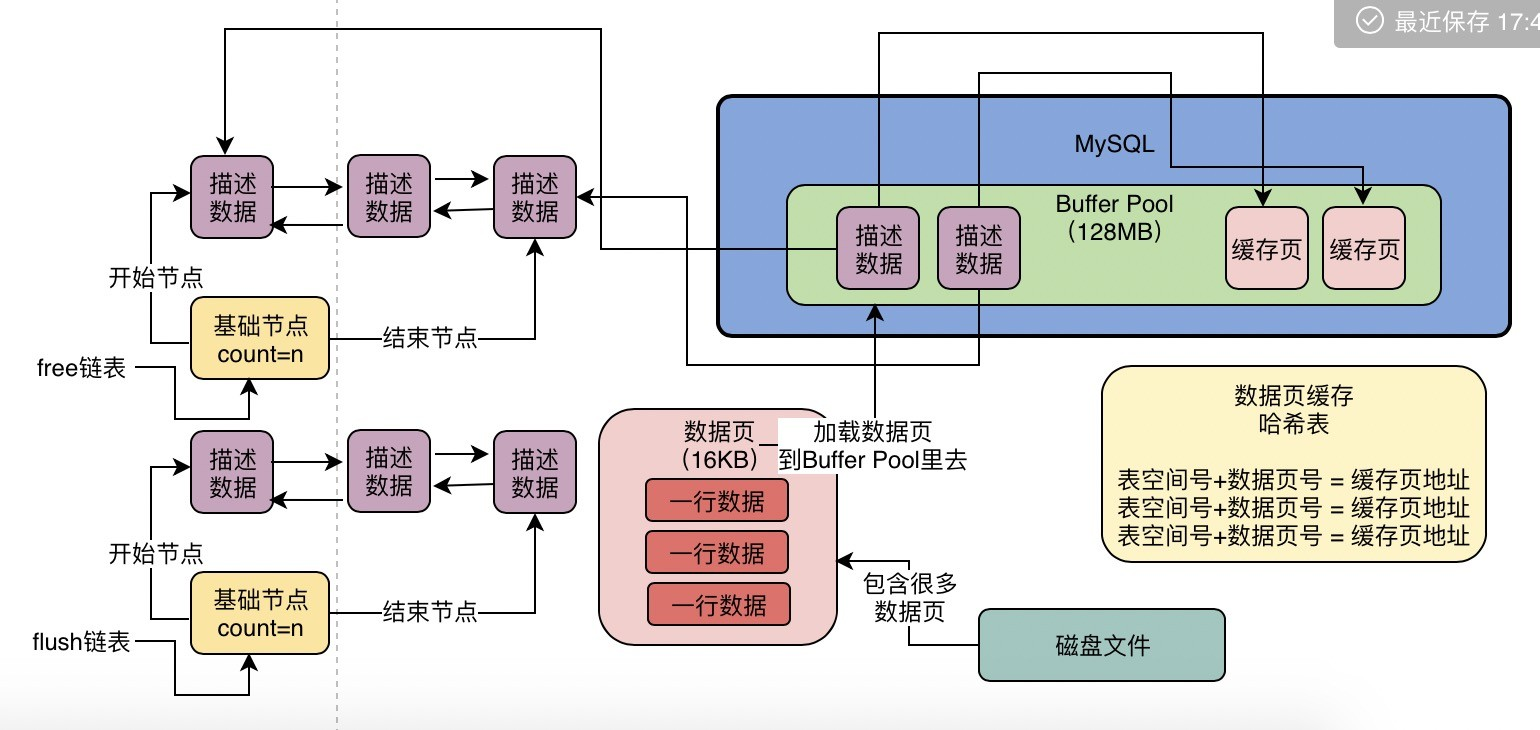 最近保存 17:4
MySQL
Buffer Pool
（128MB）
描述
数据
描述
数据
缓存页
缓存页
描述
数据
描述
数据
描述
数据
开始节点
基础节点
count=n
结束节点
free链表
描述
数据
描述
数据
描述
数据
开始节点
基础节点
count=n
结束节点
flush链表
数据页
（16KB）
一行数据
一行数据
一行数据
加载数据页
到Buffer Pool里去
包含很多
数据页
磁盘文件
数据页缓存
哈希表
表空间号+数据页号 = 缓存页地址
表空间号+数据页号 = 缓存页地址
表空间号+数据页号 = 缓存页地址